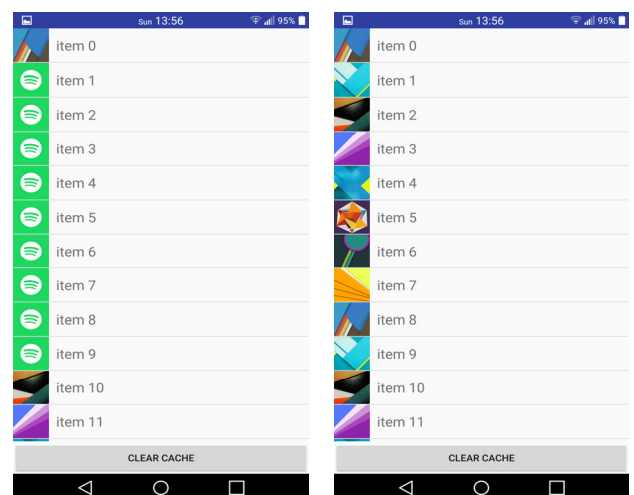 Sun 13:56 95%
item 0
item 1
item 2
item 3
item 4
item 5
item 6
item 7
item 8
item 9
item 10
item 11
CLEAR CACHE
Sun 13:56 95%
item 0
item 1
item 2
item 3
item 4
item 5
item 6
item 7
item 8
item 9
item 10
item 11
CLEAR CACHE